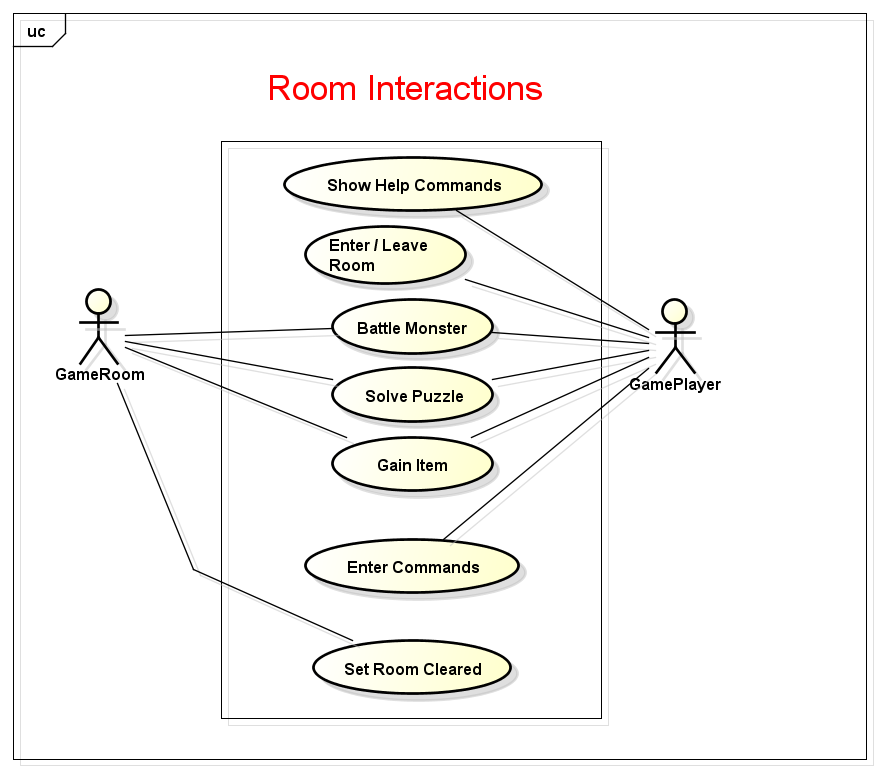 uc
Room Interactions
Show Help Commands
Enter / Leave
Room
Battle Monster
GameRoom
GamePlayer
Solve Puzzle
Gain Item
Enter Commands
Set Room Cleared